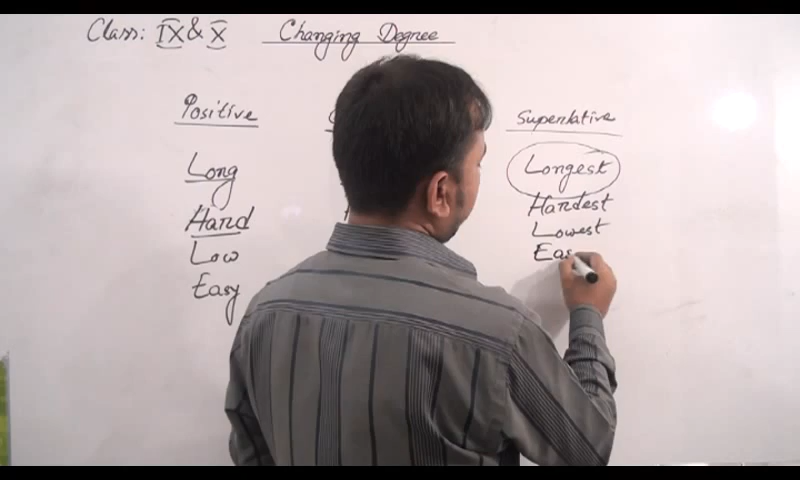 Class: IX & X Changing Degree
Positive Superlative
Long Longest
Hard Hardest
Low Lowest
Easy Eas